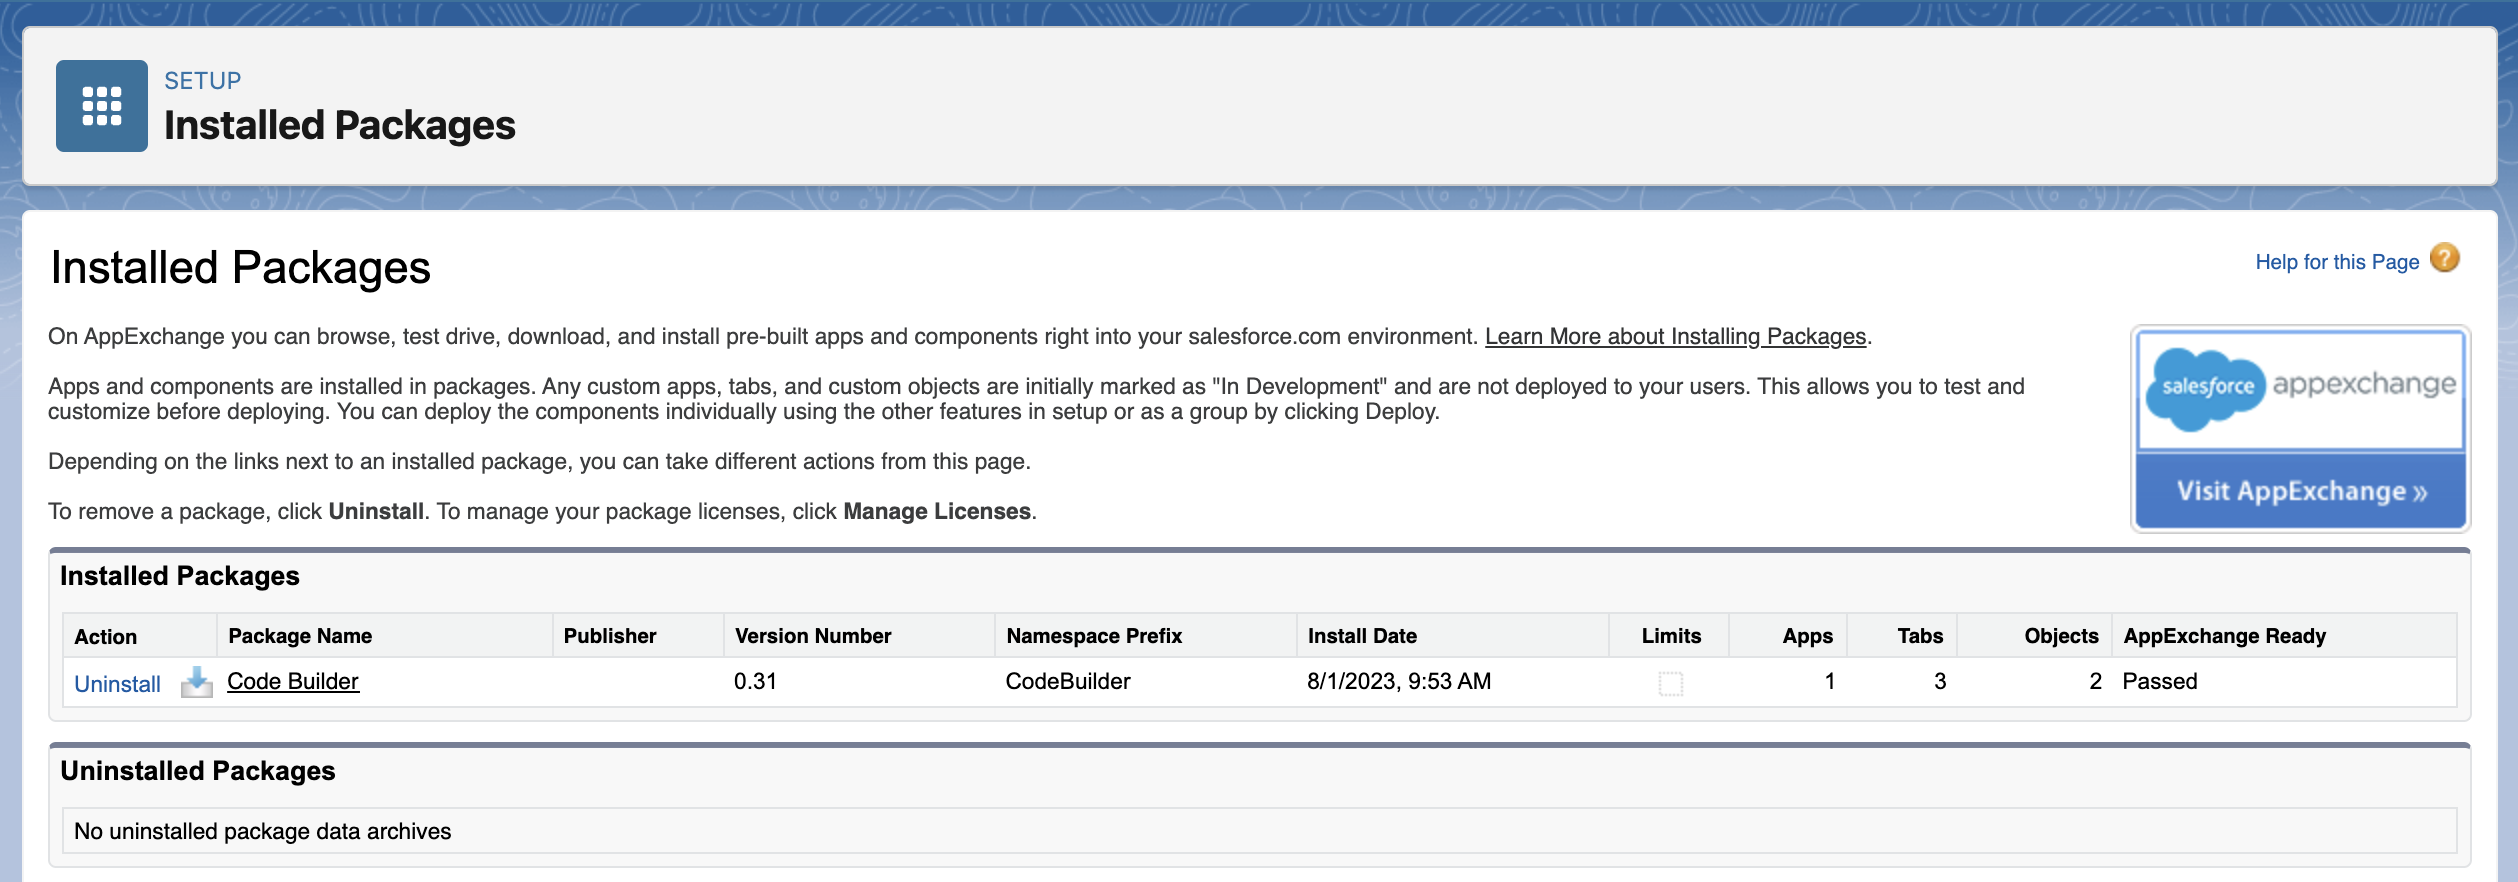 SETUP
Installed Packages
Installed Packages
Help for this Page ?
On AppExchange you can browse, test drive, download, and install pre-built apps and components right into your salesforce.com environment. Learn More about Installing Packages.
Apps and components are installed in packages. Any custom apps, tabs, and custom objects are initially marked as "In Development" and are not deployed to your users. This allows you to test and
customize before deploying. You can deploy the components individually using the other features in setup or as a group by clicking Deploy.
Depending on the links next to an installed package, you can take different actions from this page.
To remove a package, click Uninstall. To manage your package licenses, click Manage Licenses.
salesforce appexchange
Visit AppExchange »
Installed Packages
Action Package Name Publisher Version Number Namespace Prefix Install Date Limits Apps Tabs Objects AppExchange Ready
Uninstall Code Builder 0.31 CodeBuilder 8/1/2023, 9:53 AM 1 3 2 Passed
Uninstalled Packages
No uninstalled package data archives